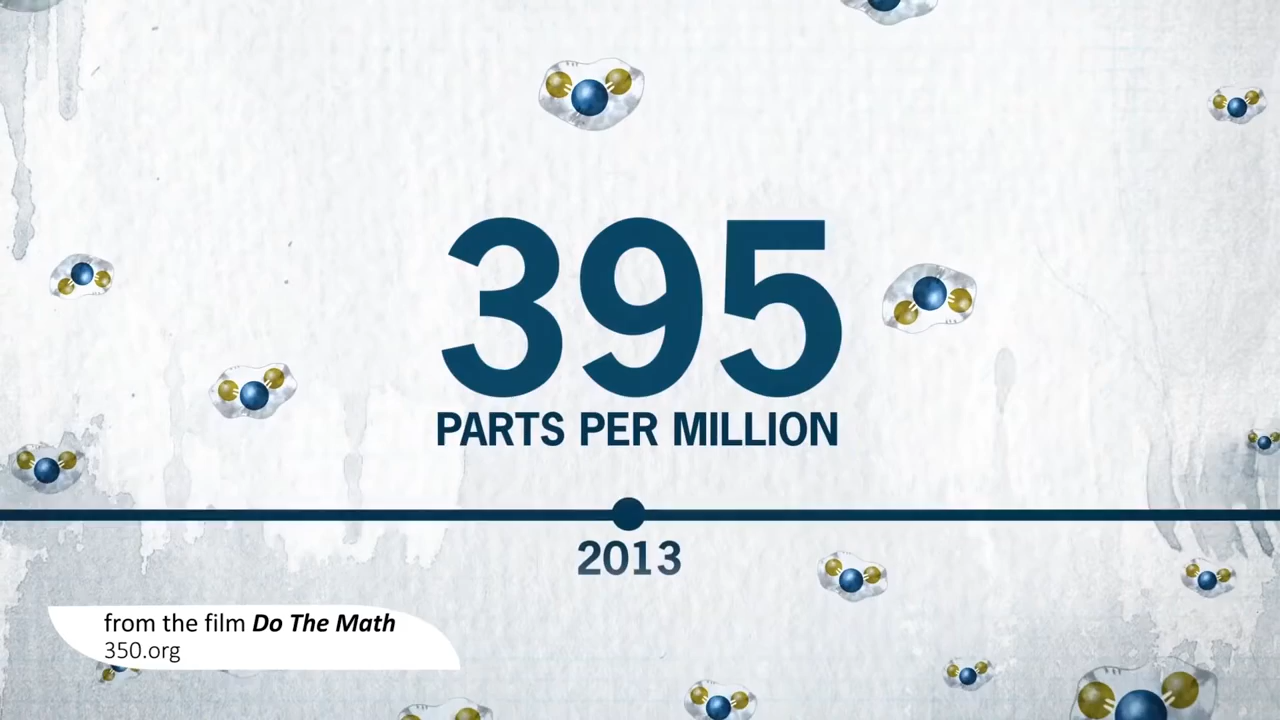 395
PARTS PER MILLION
2013
from the film Do The Math
350.org